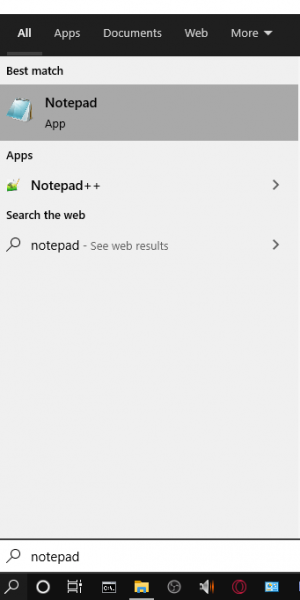 All Apps Documents Web More
Best match
Notepad
App
Apps
Notepad++
Search the web
notepad - See web results
notepad